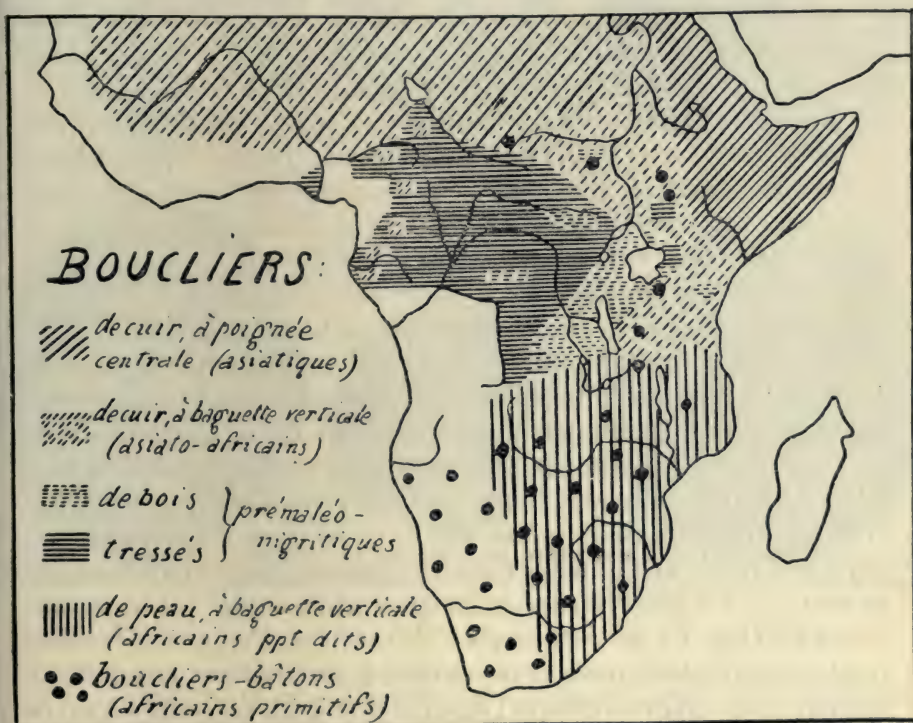 BOUCLIERS:
de cuir, à poignée
centrale (asiatiques)
de cuir, à baguette verticale
(asiato-africains)
de bois
tressés
prémaléo-
nigritiques
de peau, à baguette verticale
(africains ppt dits)
boucliers-bâtons
(africains primitifs)